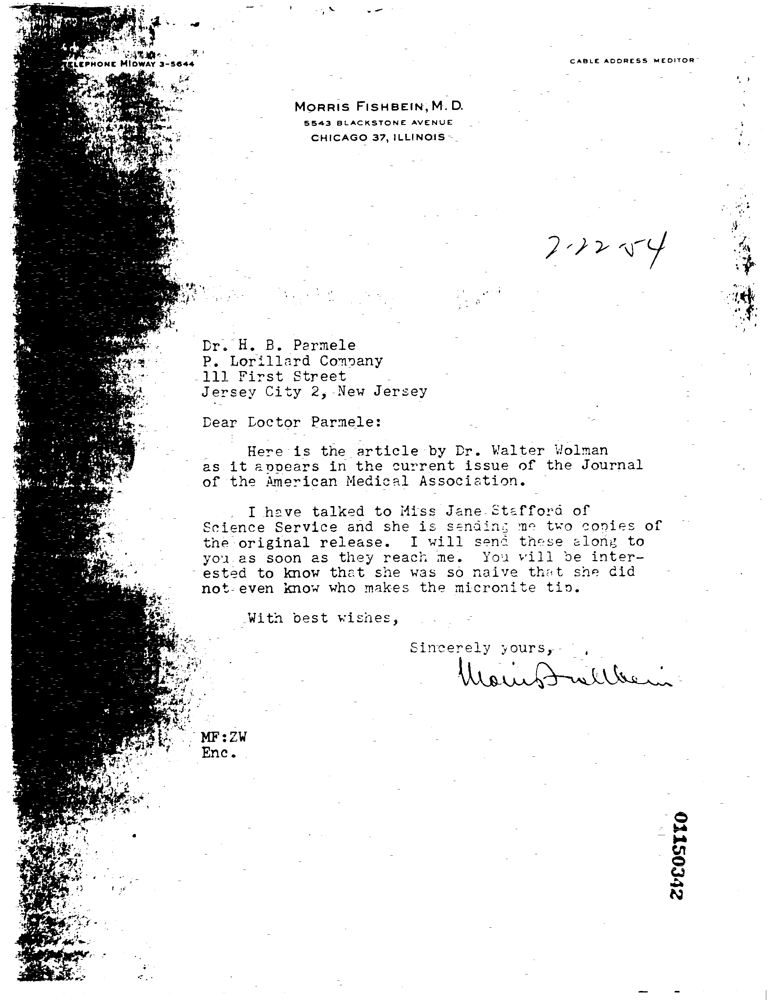 TELEPHONE MIDWAY 3-5644
CABLE ADDRESS MEDITOR
MORRIS FISHBEIN, M. D.
5543 BLACKSTONE AVENUE
CHICAGO 37, ILLINOIS
7-22-54
Dr. H. B. Parmele
P. Lorillard Company
111 First Street
Jersey City 2, New Jersey
Dear Doctor Parmele:
Here is the article by Dr. Walter Wolman
as it appears in the current issue of the Journal
of the American Medical Association.
I have talked to Miss Jane Stafford of
Science Service and she is sending me two copies of
the original release. I will send these along to
you as soon as they reach me. You will be inter-
ested to know that she was so naive that she did
not even know who makes the micronite tip.
With best wishes,
Sincerely yours,
Morris Fishbein
MF:ZW
Enc.
01150342